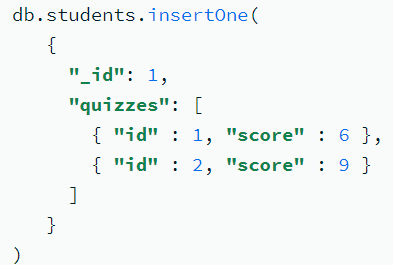 db.students.insertOne(
   {
     "_id": 1,
     "quizzes": [
       { "id" : 1, "score" : 6 },
       { "id" : 2, "score" : 9 }
     ]
   }
)